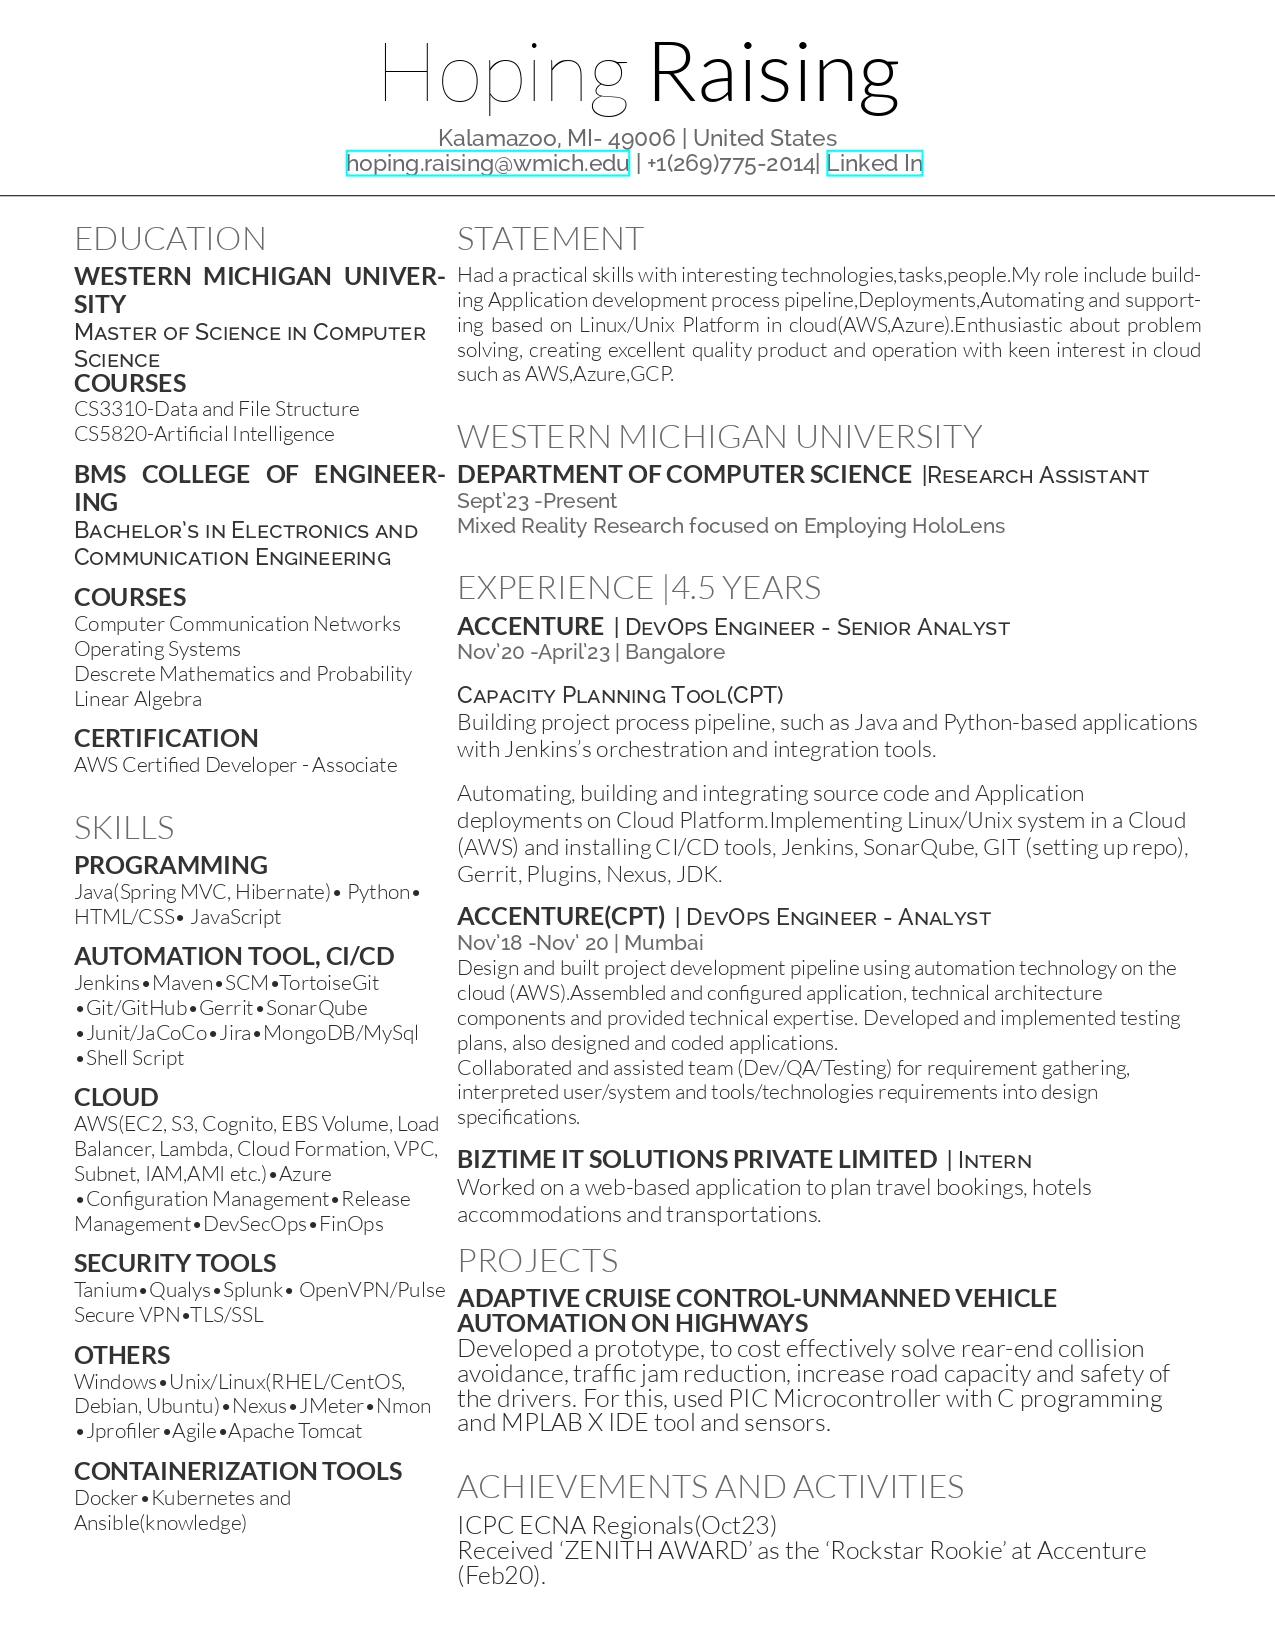 Hoping Raising
Kalamazoo, MI- 49006 | United States
hoping.raising@wmich.edu | +1(269)775-2014| Linked In
EDUCATION
WESTERN MICHIGAN UNIVER-
SITY
Master of Science in Computer
Science
COURSES
CS3310-Data and File Structure
CS5820-Artificial Intelligence
BMS COLLEGE OF ENGINEER-
ING
Bachelor's in Electronics and
Communication Engineering
COURSES
Computer Communication Networks
Operating Systems
Descrete Mathematics and Probability
Linear Algebra
CERTIFICATION
AWS Certified Developer - Associate
SKILLS
PROGRAMMING
Java(Spring MVC, Hibernate)• Python•
HTML/CSS• JavaScript
AUTOMATION TOOL, CI/CD
Jenkins•Maven•SCM•TortoiseGit
•Git/GitHub•Gerrit•SonarQube
•Junit/JaCoCo•Jira•MongoDB/MySql
•Shell Script
CLOUD
AWS(EC2, S3, Cognito, EBS Volume, Load
Balancer, Lambda, Cloud Formation, VPC,
Subnet, IAM,AMI etc.)•Azure
•Configuration Management•Release
Management•DevSecOps•FinOps
SECURITY TOOLS
Tanium•Qualys•Splunk• OpenVPN/Pulse
Secure VPN•TLS/SSL
OTHERS
Windows•Unix/Linux(RHEL/CentOS,
Debian, Ubuntu)•Nexus•JMeter•Nmon
•Jprofiler•Agile•Apache Tomcat
CONTAINERIZATION TOOLS
Docker•Kubernetes and
Ansible(knowledge)
STATEMENT
Had a practical skills with interesting technologies,tasks,people.My role include build-
ing Application development process pipeline,Deployments,Automating and support-
ing based on Linux/Unix Platform in cloud(AWS,Azure).Enthusiastic about problem
solving, creating excellent quality product and operation with keen interest in cloud
such as AWS,Azure,GCP.
WESTERN MICHIGAN UNIVERSITY
DEPARTMENT OF COMPUTER SCIENCE |Research Assistant
Sept'23 -Present
Mixed Reality Research focused on Employing HoloLens
EXPERIENCE |4.5 YEARS
ACCENTURE | DevOps Engineer - Senior Analyst
Nov'20 -April'23 | Bangalore
Capacity Planning Tool(CPT)
Building project process pipeline, such as Java and Python-based applications
with Jenkins's orchestration and integration tools.
Automating, building and integrating source code and Application
deployments on Cloud Platform.Implementing Linux/Unix system in a Cloud
(AWS) and installing CI/CD tools, Jenkins, SonarQube, GIT (setting up repo),
Gerrit, Plugins, Nexus, JDK.
ACCENTURE(CPT) | DevOps Engineer - Analyst
Nov'18 -Nov' 20 | Mumbai
Design and built project development pipeline using automation technology on the
cloud (AWS).Assembled and configured application, technical architecture
components and provided technical expertise. Developed and implemented testing
plans, also designed and coded applications.
Collaborated and assisted team (Dev/QA/Testing) for requirement gathering,
interpreted user/system and tools/technologies requirements into design
specifications.
BIZTIME IT SOLUTIONS PRIVATE LIMITED | Intern
Worked on a web-based application to plan travel bookings, hotels
accommodations and transportations.
PROJECTS
ADAPTIVE CRUISE CONTROL-UNMANNED VEHICLE
AUTOMATION ON HIGHWAYS
Developed a prototype, to cost effectively solve rear-end collision
avoidance, traffic jam reduction, increase road capacity and safety of
the drivers. For this, used PIC Microcontroller with C programming
and MPLAB X IDE tool and sensors.
ACHIEVEMENTS AND ACTIVITIES
ICPC ECNA Regionals(Oct23)
Received 'ZENITH AWARD' as the 'Rockstar Rookie' at Accenture
(Feb20).